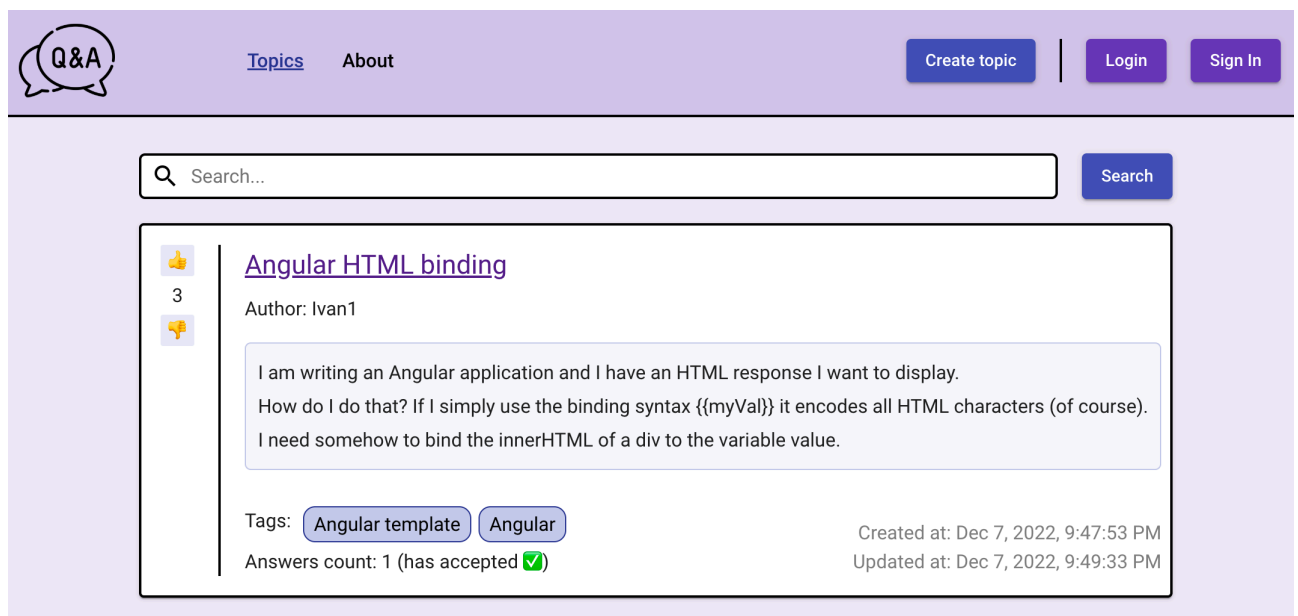 Q&A
Topics About Create topic Login Sign In
Search... Search
Angular HTML binding
3
Author: Ivan1
I am writing an Angular application and I have an HTML response I want to display.
How do I do that? If I simply use the binding syntax {{myVal}} it encodes all HTML characters (of course).
I need somehow to bind the innerHTML of a div to the variable value.
Tags: Angular template Angular
Created at: Dec 7, 2022, 9:47:53 PM
Answers count: 1 (has accepted ✅)
Updated at: Dec 7, 2022, 9:49:33 PM